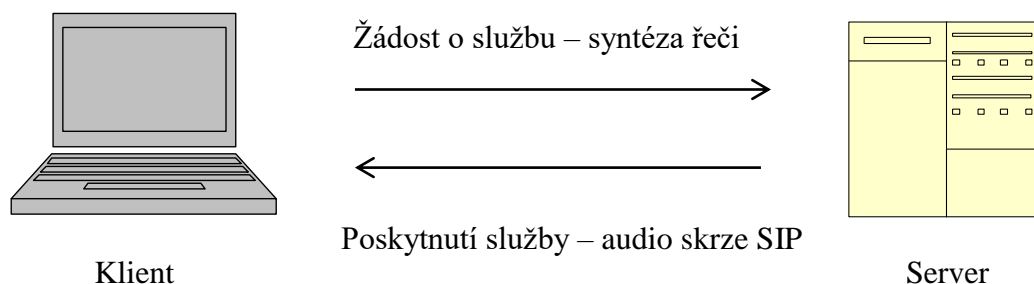 Žádost o službu – syntéza řeči
Poskytnutí služby – audio skrze SIP
Klient
Server